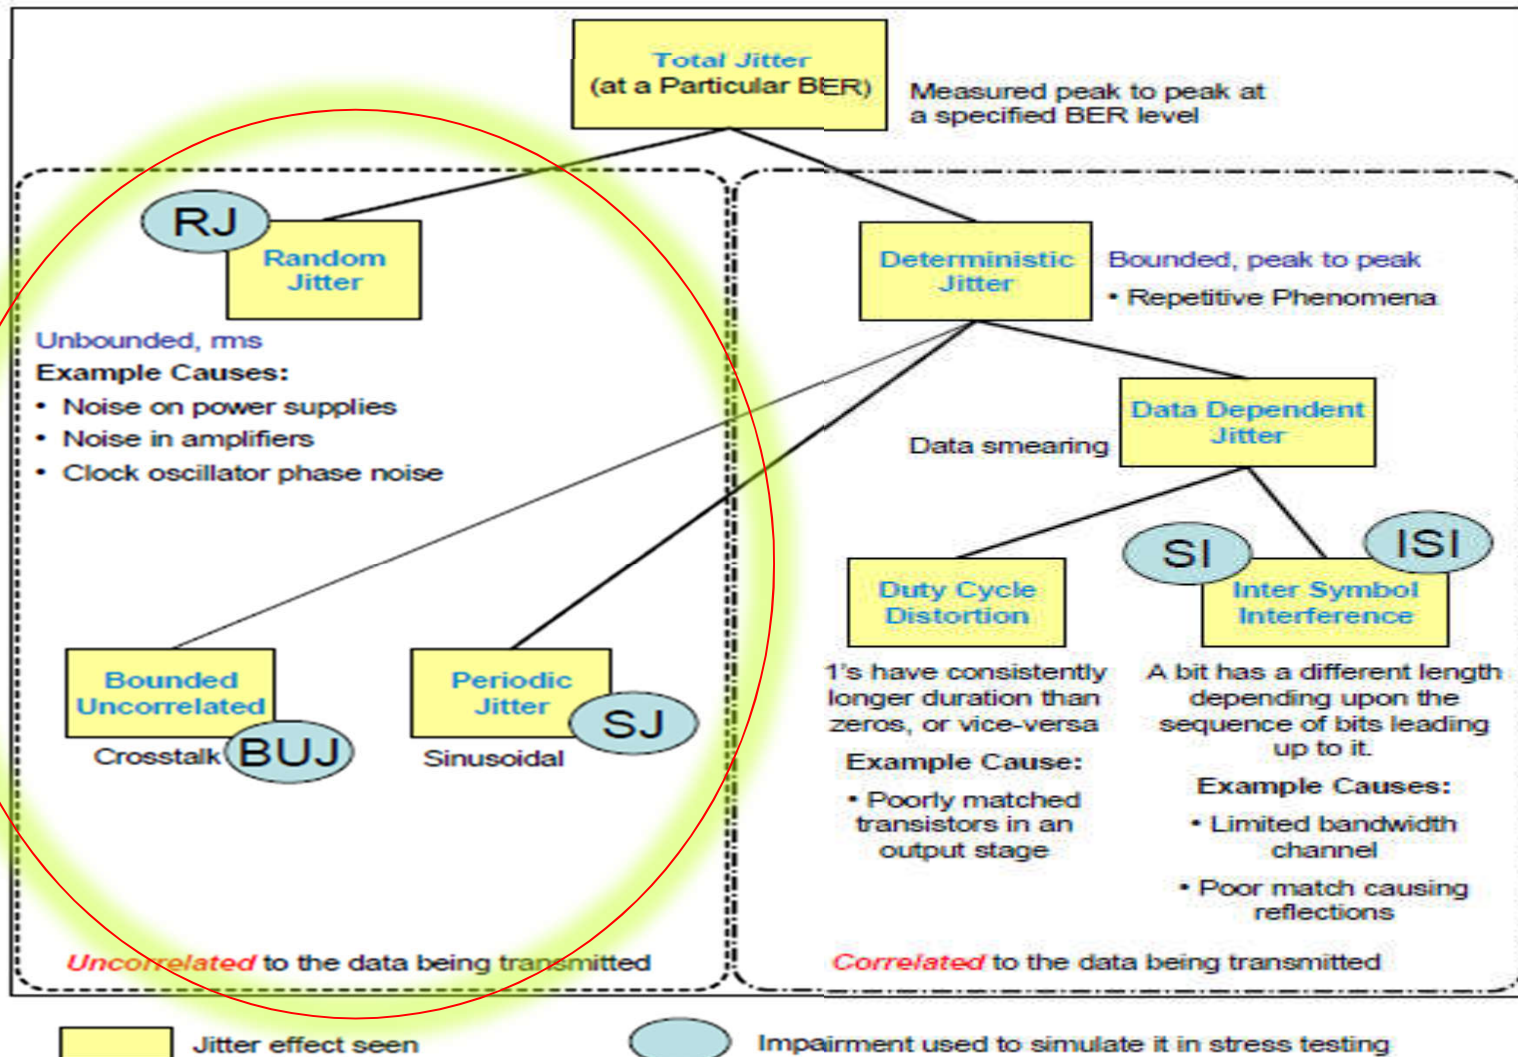 Total Jitter
(at a Particular BER)
Measured peak to peak at
a specified BER level
RJ
Random
Jitter
Unbounded, rms
Example Causes:
• Noise on power supplies
• Noise in amplifiers
• Clock oscillator phase noise
Deterministic
Jitter
Bounded, peak to peak
• Repetitive Phenomena
Data Dependent
Jitter
Data smearing
Bounded
Uncorrelated
BUJ
Crosstalk
Periodic
Jitter
SJ
Sinusoidal
Duty Cycle
Distortion
1's have consistently
longer duration than
zeros, or vice-versa
Example Cause:
• Poorly matched
transistors in an
output stage
SI
ISI
Inter Symbol
Interference
A bit has a different length
depending upon the
sequence of bits leading
up to it.
Example Causes:
• Limited bandwidth
channel
• Poor match causing
reflections
Uncorrelated to the data being transmitted
Correlated to the data being transmitted
Jitter effect seen
Impairment used to simulate it in stress testing